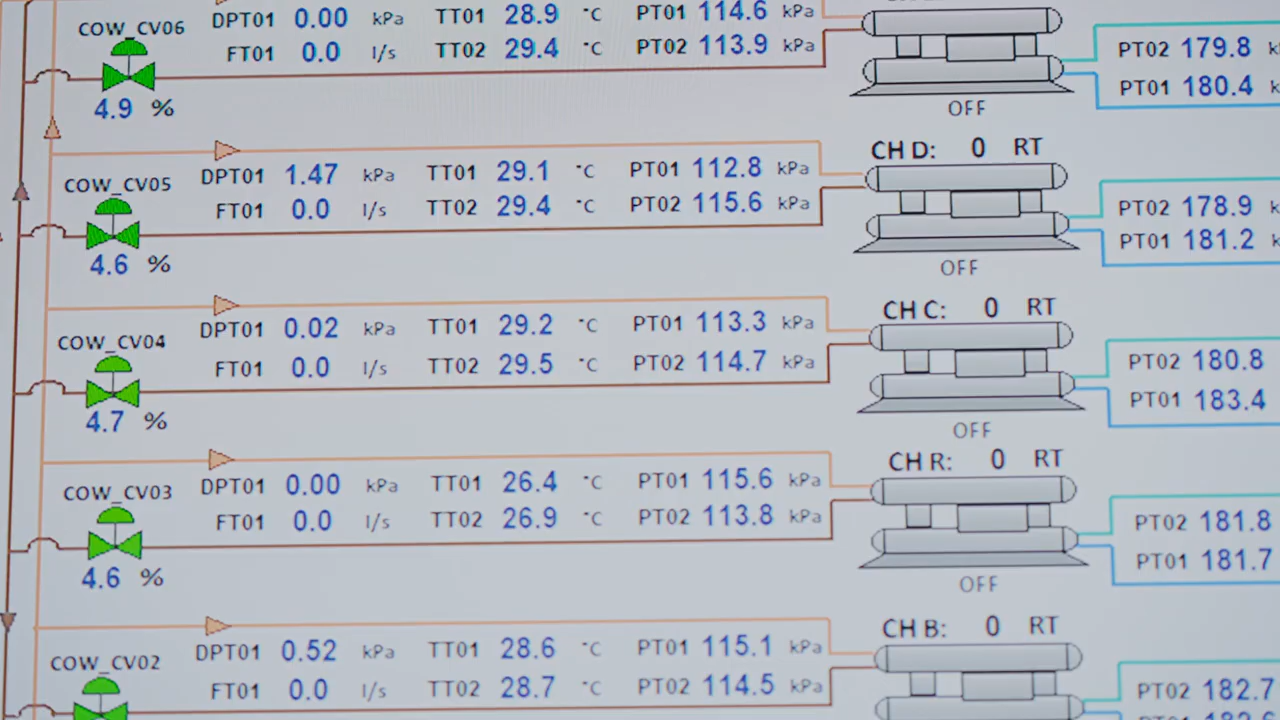 COW_CV06 DPT01 0.00 kPa TT01 28.9 °C PT01 114.6 kPa
FT01 0.0 l/s TT02 29.4 °C PT02 113.9 kPa
PT02 179.8
4.9 % OFF PT01 180.4
CH D: 0 RT
COW_CV05 DPT01 1.47 kPa TT01 29.1 °C PT01 112.8 kPa
FT01 0.0 l/s TT02 29.4 °C PT02 115.6 kPa PT02 178.9
4.6 % OFF PT01 181.2
CH C: 0 RT
COW_CV04 DPT01 0.02 kPa TT01 29.2 °C PT01 113.3 kPa
FT01 0.0 l/s TT02 29.5 °C PT02 114.7 kPa PT02 180.8
4.7 % OFF PT01 183.4
CH R: 0 RT
COW_CV03 DPT01 0.00 kPa TT01 26.4 °C PT01 115.6 kPa
FT01 0.0 l/s TT02 26.9 °C PT02 113.8 kPa PT02 181.8
4.6 % OFF PT01 181.7
CH B: 0 RT
COW_CV02 DPT01 0.52 kPa TT01 28.6 °C PT01 115.1 kPa
FT01 0.0 l/s TT02 28.7 °C PT02 114.5 kPa PT02 182.7